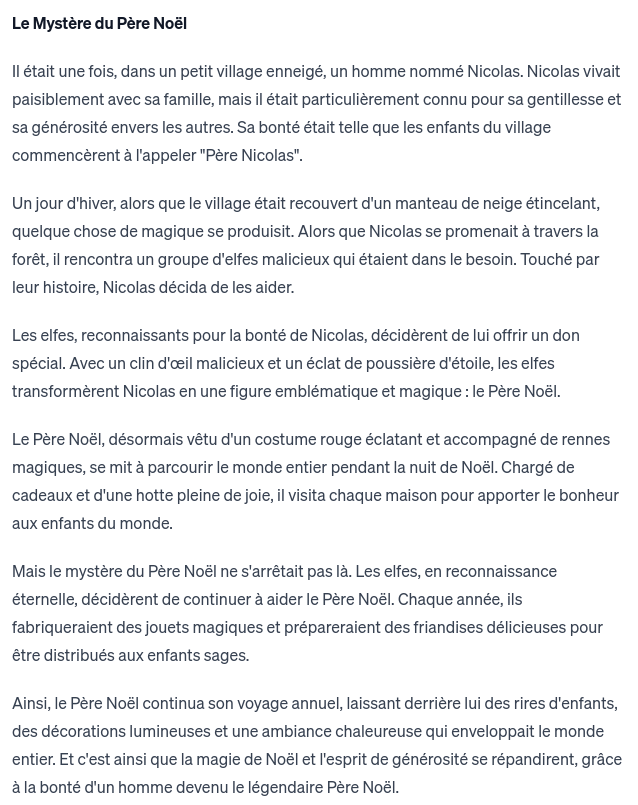 Le Mystère du Père Noël
Il était une fois, dans un petit village enneigé, un homme nommé Nicolas. Nicolas vivait
paisiblement avec sa famille, mais il était particulièrement connu pour sa gentillesse et
sa générosité envers les autres. Sa bonté était telle que les enfants du village
commencèrent à l'appeler "Père Nicolas".
Un jour d'hiver, alors que le village était recouvert d'un manteau de neige étincelant,
quelque chose de magique se produisit. Alors que Nicolas se promenait à travers la
forêt, il rencontra un groupe d'elfes malicieux qui étaient dans le besoin. Touché par
leur histoire, Nicolas décida de les aider.
Les elfes, reconnaissants pour la bonté de Nicolas, décidèrent de lui offrir un don
spécial. Avec un clin d'œil malicieux et un éclat de poussière d'étoile, les elfes
transformèrent Nicolas en une figure emblématique et magique : le Père Noël.
Le Père Noël, désormais vêtu d'un costume rouge éclatant et accompagné de rennes
magiques, se mit à parcourir le monde entier pendant la nuit de Noël. Chargé de
cadeaux et d'une hotte pleine de joie, il visita chaque maison pour apporter le bonheur
aux enfants du monde.
Mais le mystère du Père Noël ne s'arrêtait pas là. Les elfes, en reconnaissance
éternelle, décidèrent de continuer à aider le Père Noël. Chaque année, ils
fabriqueraient des jouets magiques et prépareraient des friandises délicieuses pour
être distribués aux enfants sages.
Ainsi, le Père Noël continua son voyage annuel, laissant derrière lui des rires d'enfants,
des décorations lumineuses et une ambiance chaleureuse qui enveloppait le monde
entier. Et c'est ainsi que la magie de Noël et l'esprit de générosité se répandirent, grâce
à la bonté d'un homme devenu le légendaire Père Noël.